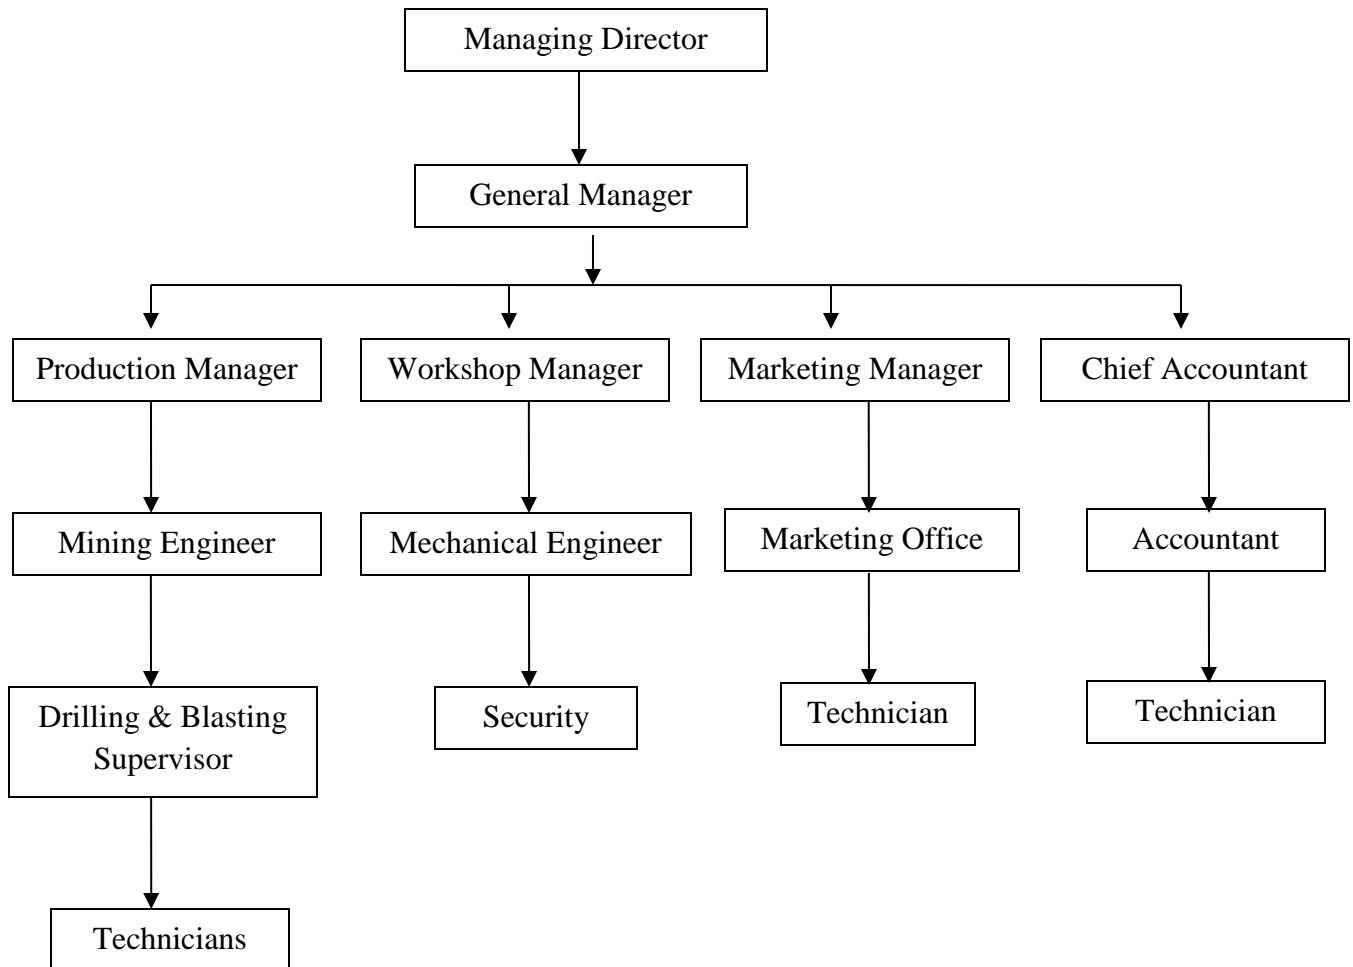 Managing Director
General Manager
Production Manager
Workshop Manager
Marketing Manager
Chief Accountant
Mining Engineer
Mechanical Engineer
Marketing Office
Accountant
Drilling & Blasting
Supervisor
Security
Technician
Technician
Technicians